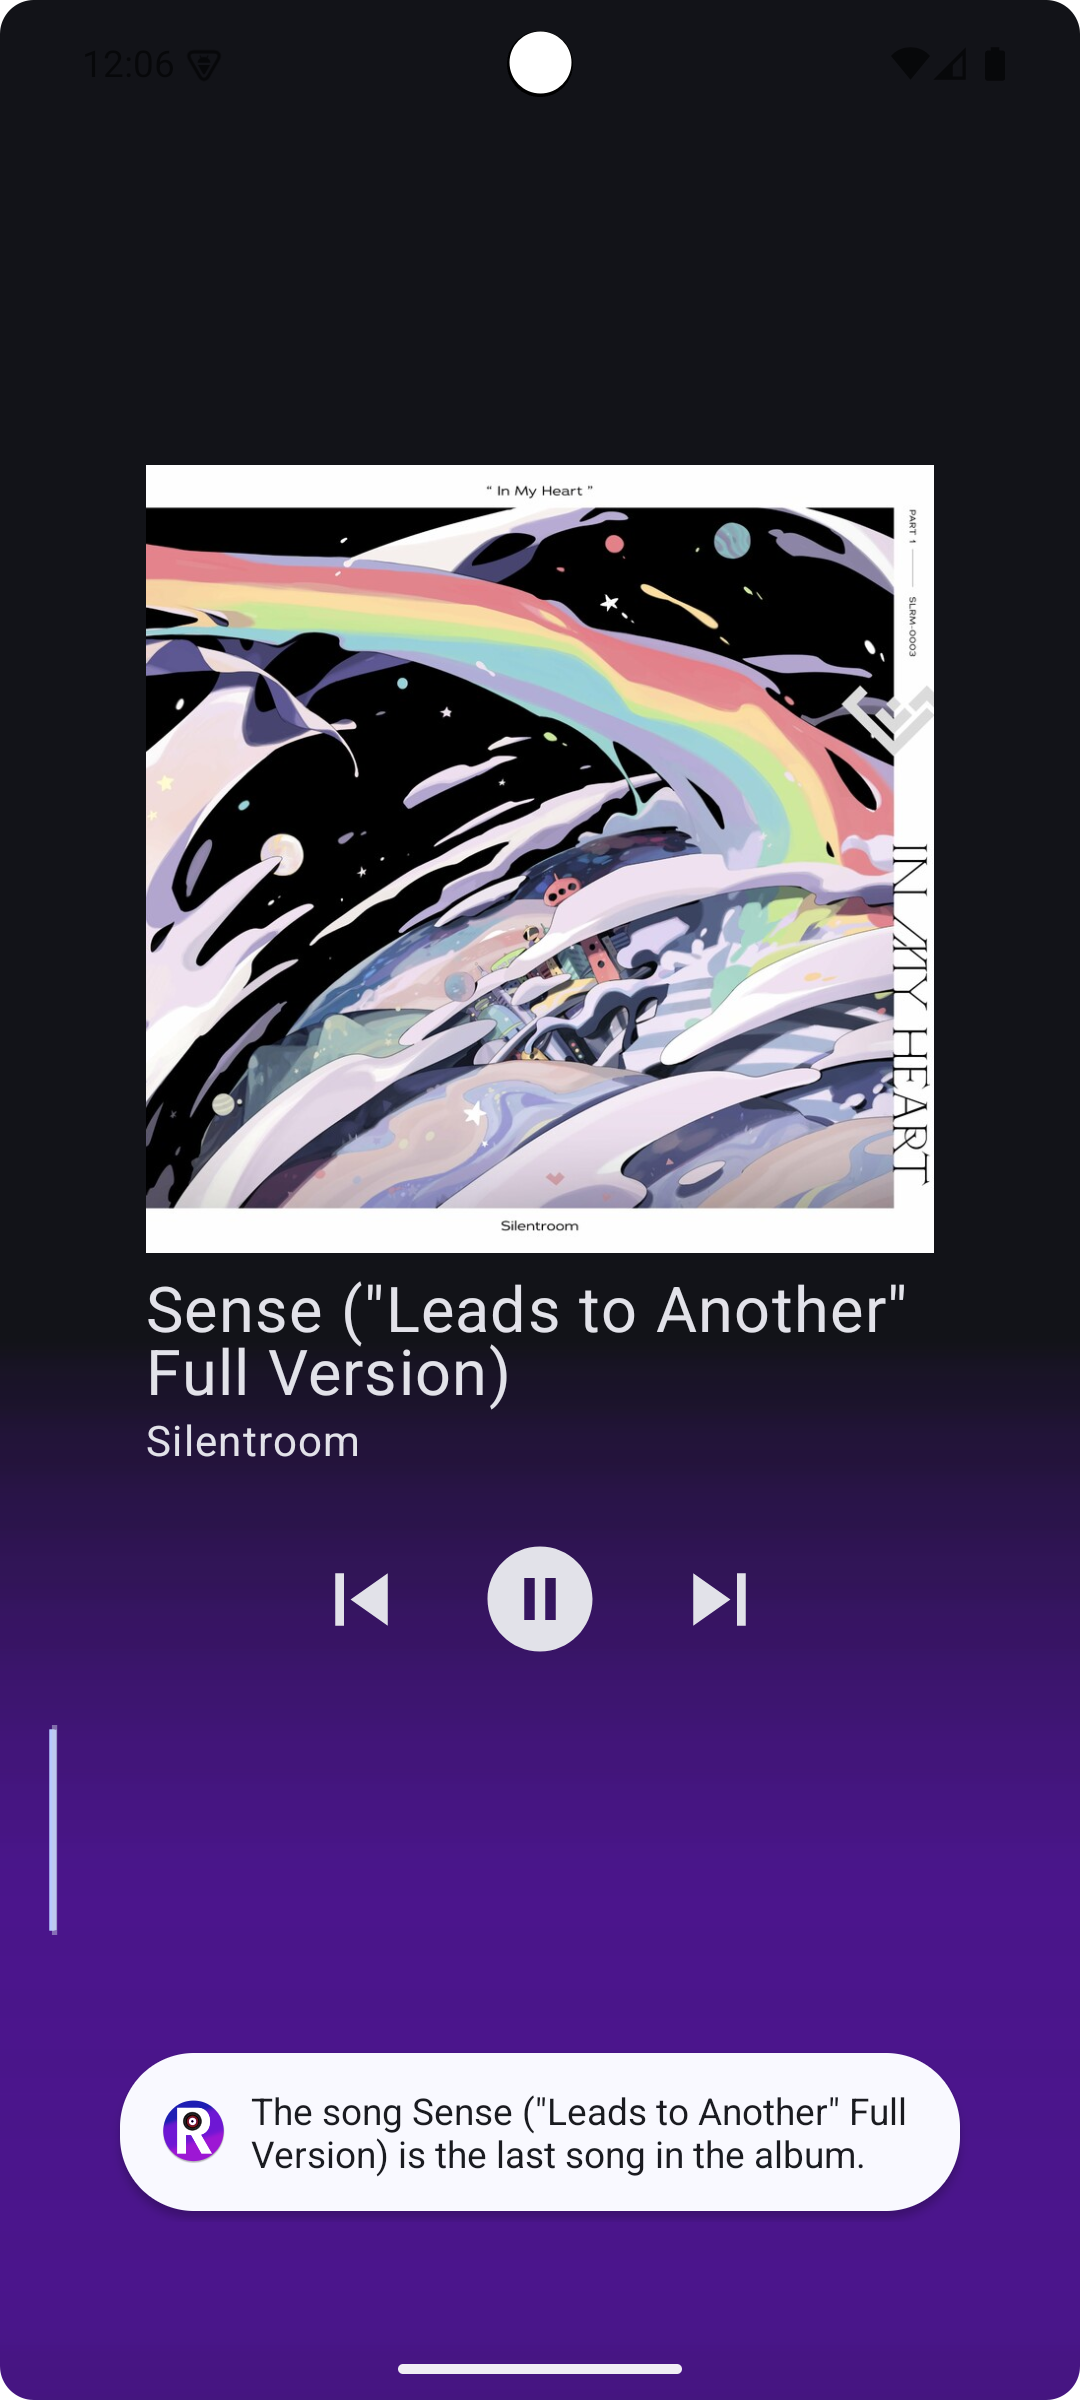 12:06
“ In My Heart ”
PART 1
SLRM-0003
IN MY HEART
Silentroom
Sense ("Leads to Another"
Full Version)
Silentroom
R
The song Sense ("Leads to Another" Full
Version) is the last song in the album.